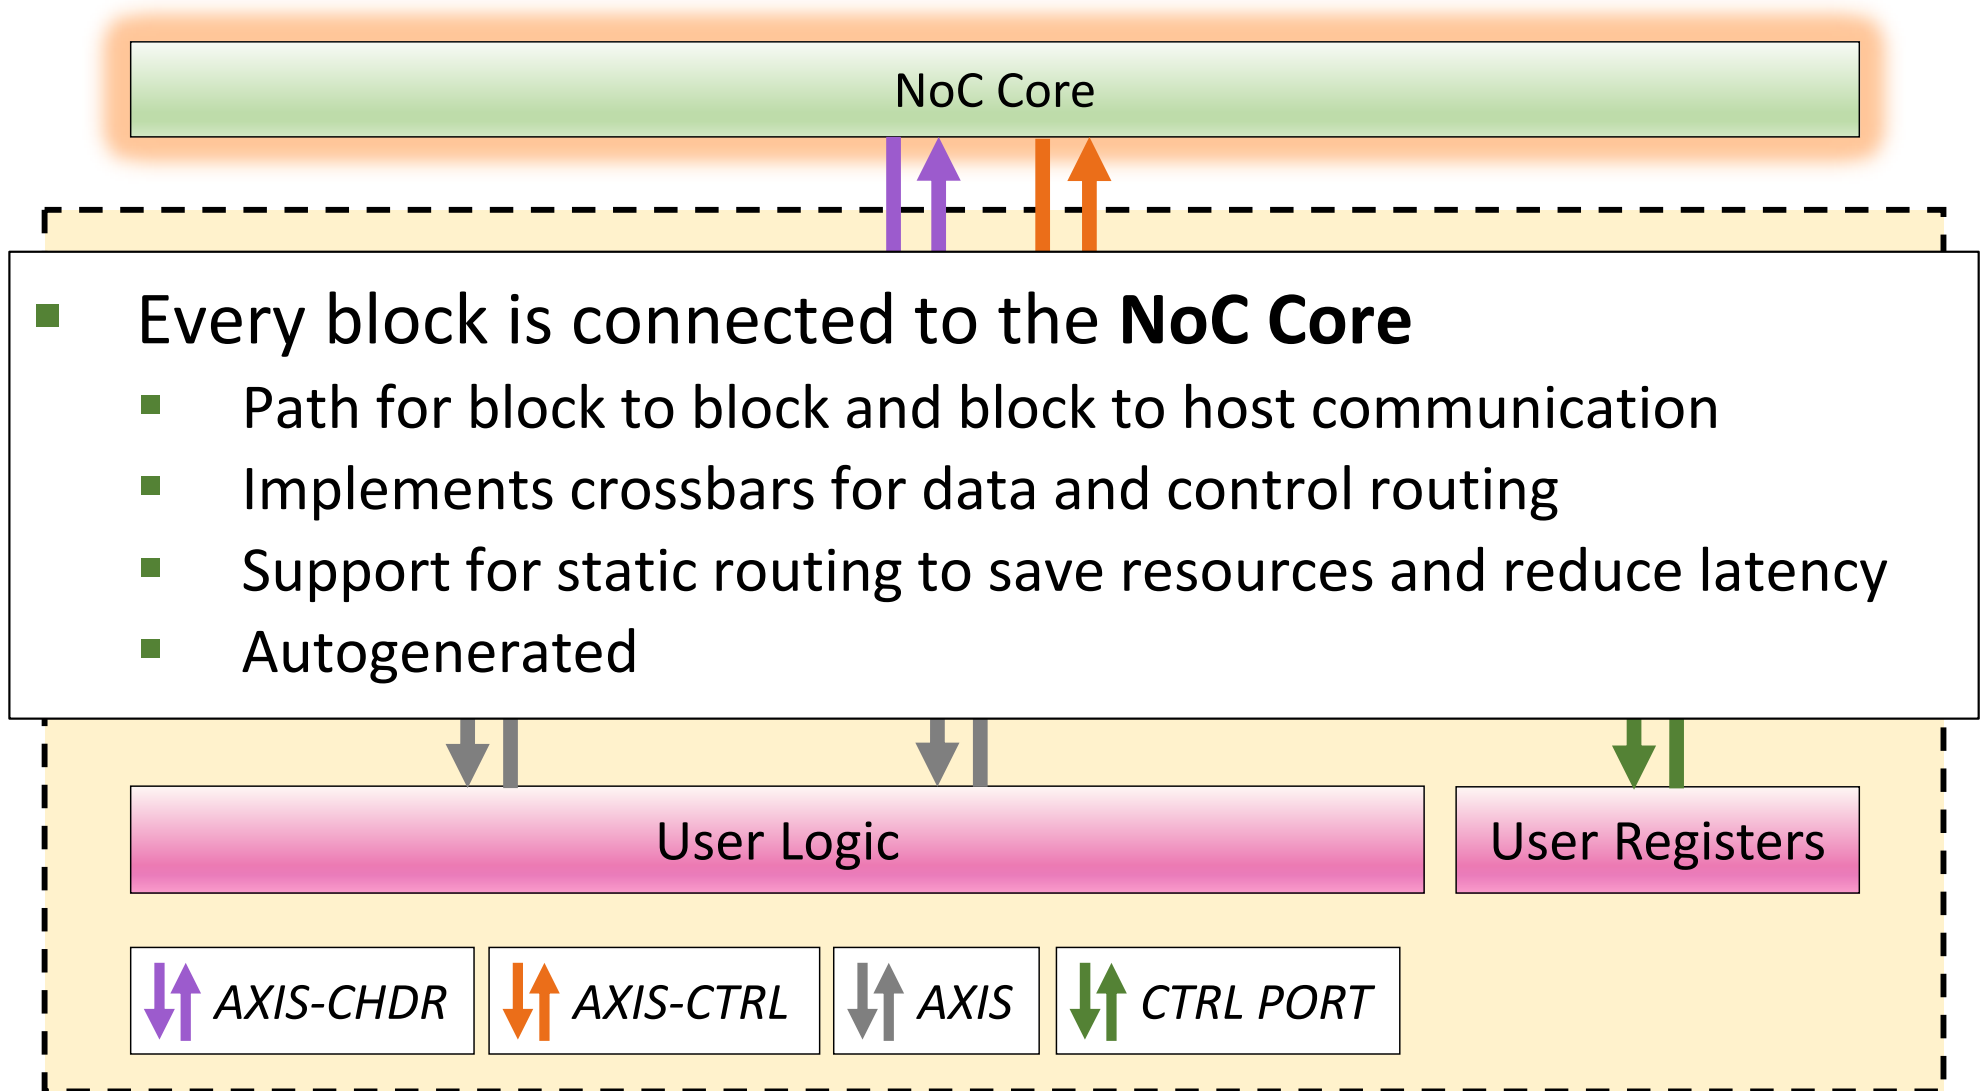 NoC Core
Every block is connected to the NoC Core
Path for block to block and block to host communication
Implements crossbars for data and control routing
Support for static routing to save resources and reduce latency
Autogenerated
User Logic
User Registers
AXIS-CHDR
AXIS-CTRL
AXIS
CTRL PORT